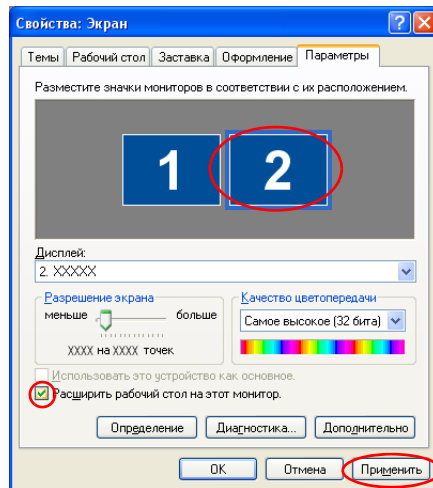 Свойства: Экран
Темы Рабочий стол Заставка Оформление Параметры
Разместите значки мониторов в соответствии с их расположением.
1 2
Дисплей:
2. XXXXX
Разрешение экрана Качество цветопередачи
меньше больше Самое высокое (32 бита)
XXXX на XXXX точек
Использовать это устройство как основное.
Расширить рабочий стол на этот монитор.
Определение Диагностика... Дополнительно
OK Отмена Применить